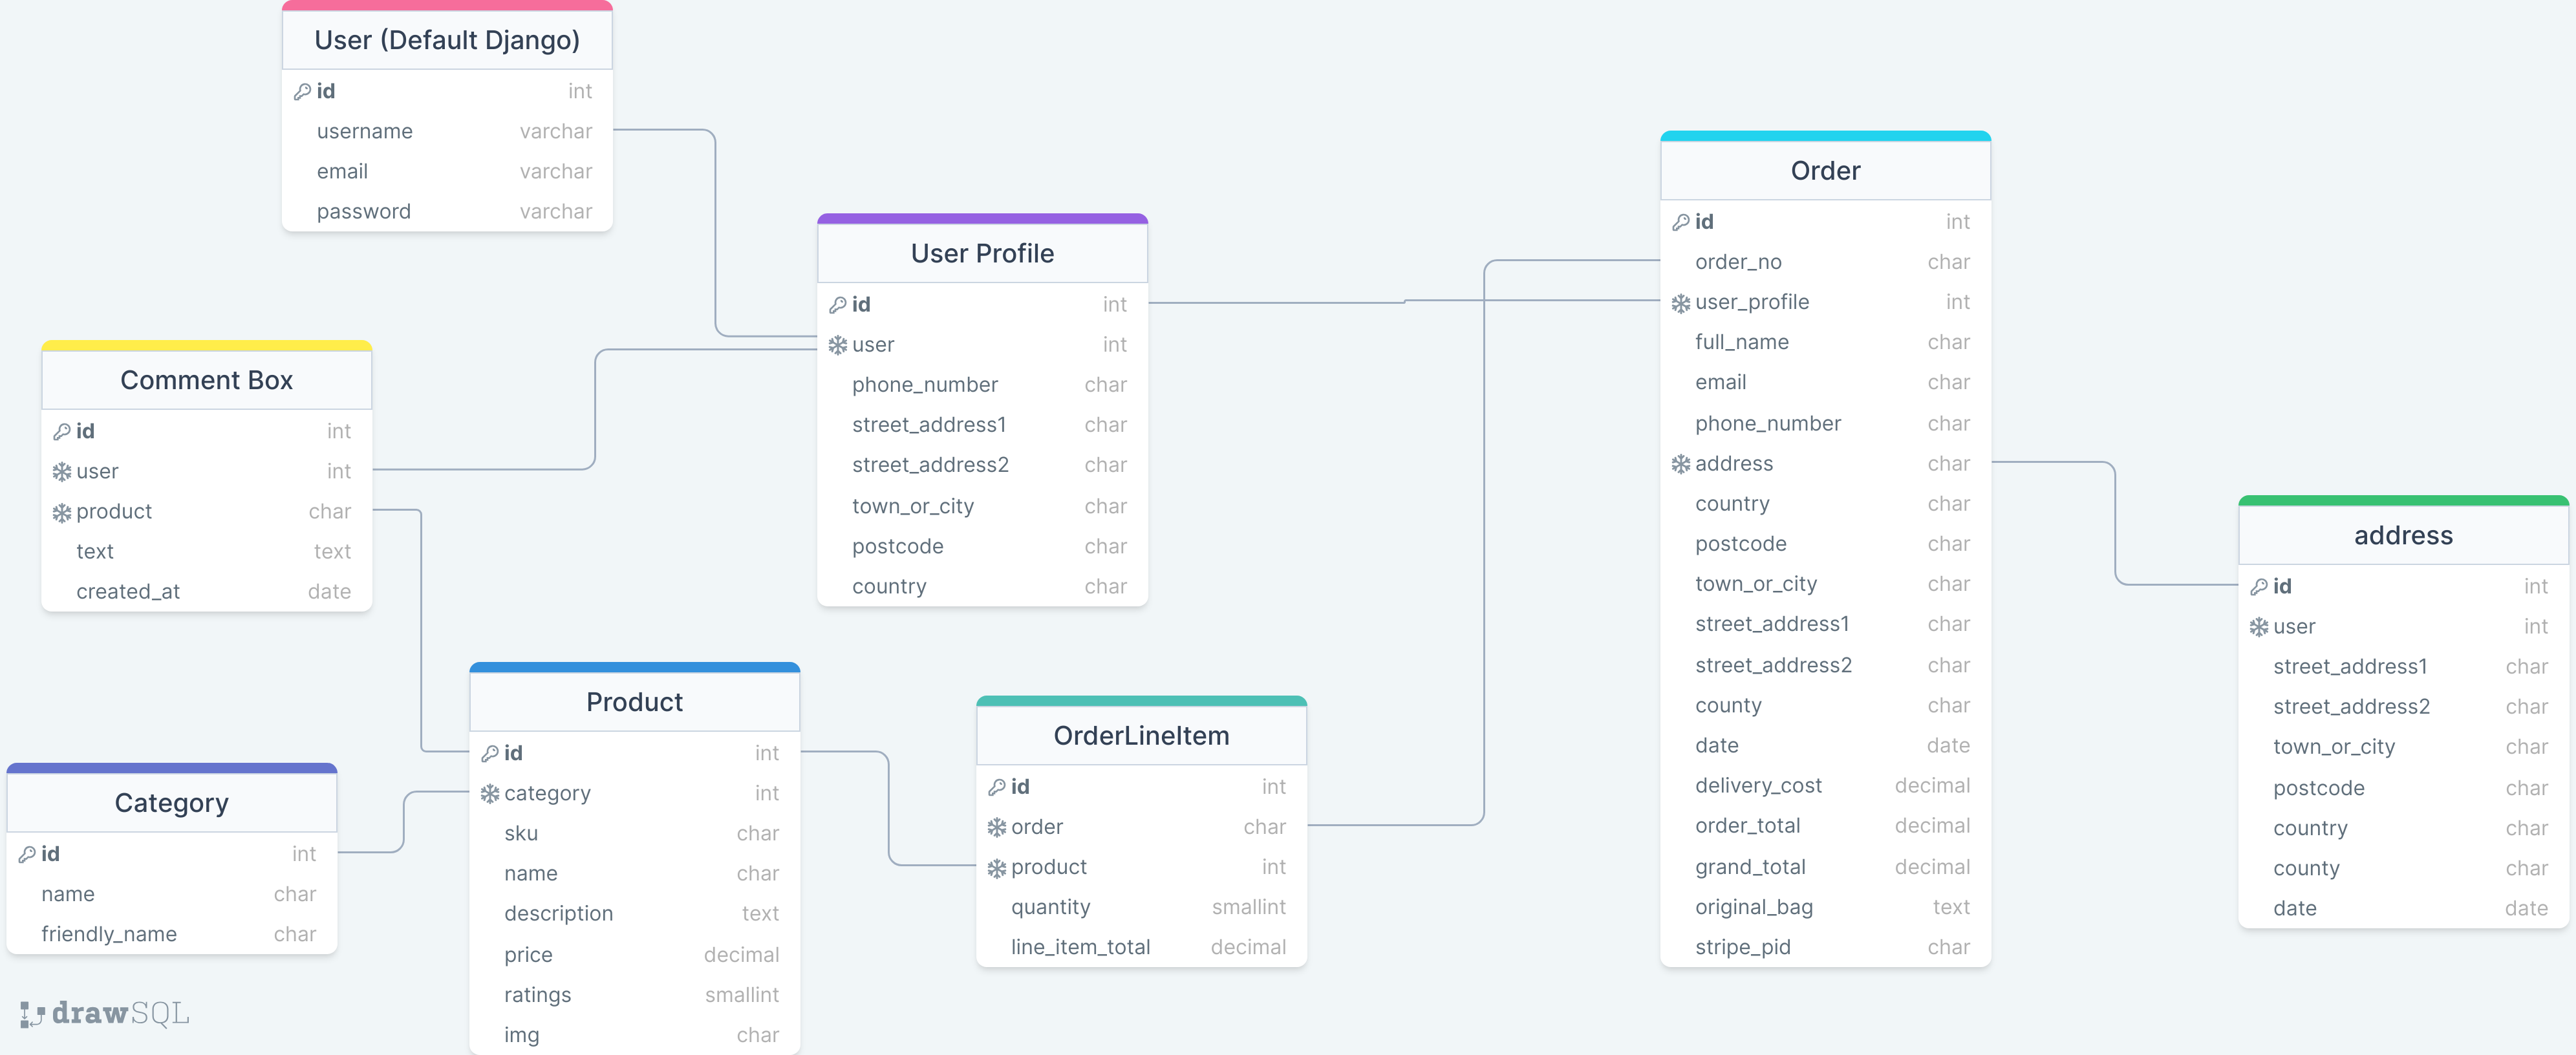 User (Default Django)
id int
username varchar
email varchar
password varchar
User Profile
id int
user int
phone_number char
street_address1 char
street_address2 char
town_or_city char
postcode char
country char
Order
id int
order_no char
user_profile int
full_name char
email char
phone_number char
address char
country char
postcode char
town_or_city char
street_address1 char
street_address2 char
county char
date date
delivery_cost decimal
order_total decimal
grand_total decimal
original_bag text
stripe_pid char
Comment Box
id int
user int
product char
text text
created_at date
address
id int
user int
street_address1 char
street_address2 char
town_or_city char
postcode char
country char
county char
date date
Product
id int
category int
sku char
name char
description text
price decimal
ratings smallint
img char
OrderLineItem
id int
order char
product int
quantity smallint
line_item_total decimal
Category
id int
name char
friendly_name char
drawSQL